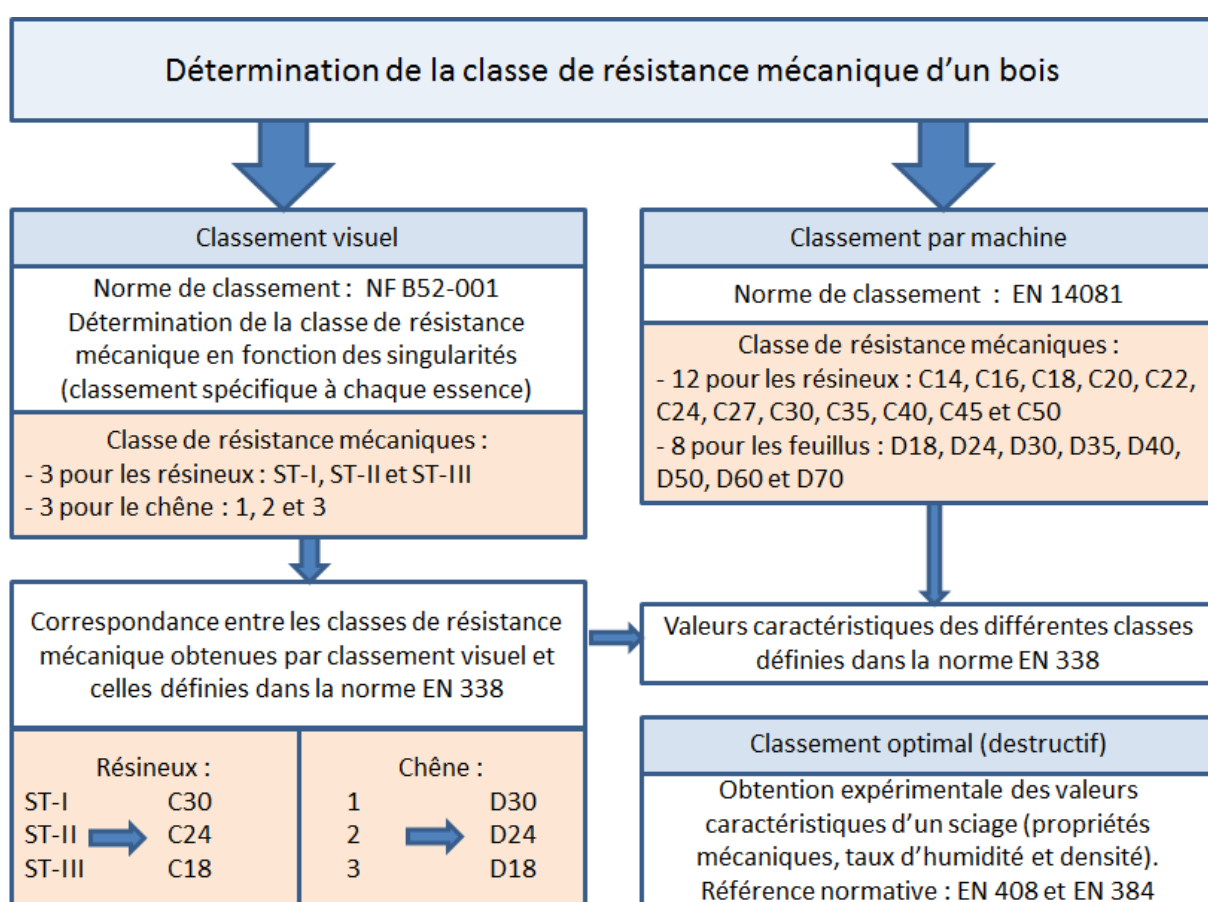 Détermination de la classe de résistance mécanique d'un bois
Classement visuel
Norme de classement : NF B52-001
Détermination de la classe de résistance
mécanique en fonction des singularités
(classement spécifique à chaque essence)
Classe de résistance mécaniques :
- 3 pour les résineux : ST-I, ST-II et ST-III
- 3 pour le chêne : 1, 2 et 3
Correspondance entre les classes de résistance
mécanique obtenues par classement visuel et
celles définies dans la norme EN 338
Résineux :
ST-I C30
ST-II C24
ST-III C18
Chêne :
1 D30
2 D24
3 D18
Classement par machine
Norme de classement : EN 14081
Classe de résistance mécaniques :
- 12 pour les résineux : C14, C16, C18, C20, C22,
C24, C27, C30, C35, C40, C45 et C50
- 8 pour les feuillus : D18, D24, D30, D35, D40,
D50, D60 et D70
Valeurs caractéristiques des différentes classes
définies dans la norme EN 338
Classement optimal (destructif)
Obtention expérimentale des valeurs
caractéristiques d'un sciage (propriétés
mécaniques, taux d'humidité et densité).
Référence normative : EN 408 et EN 384